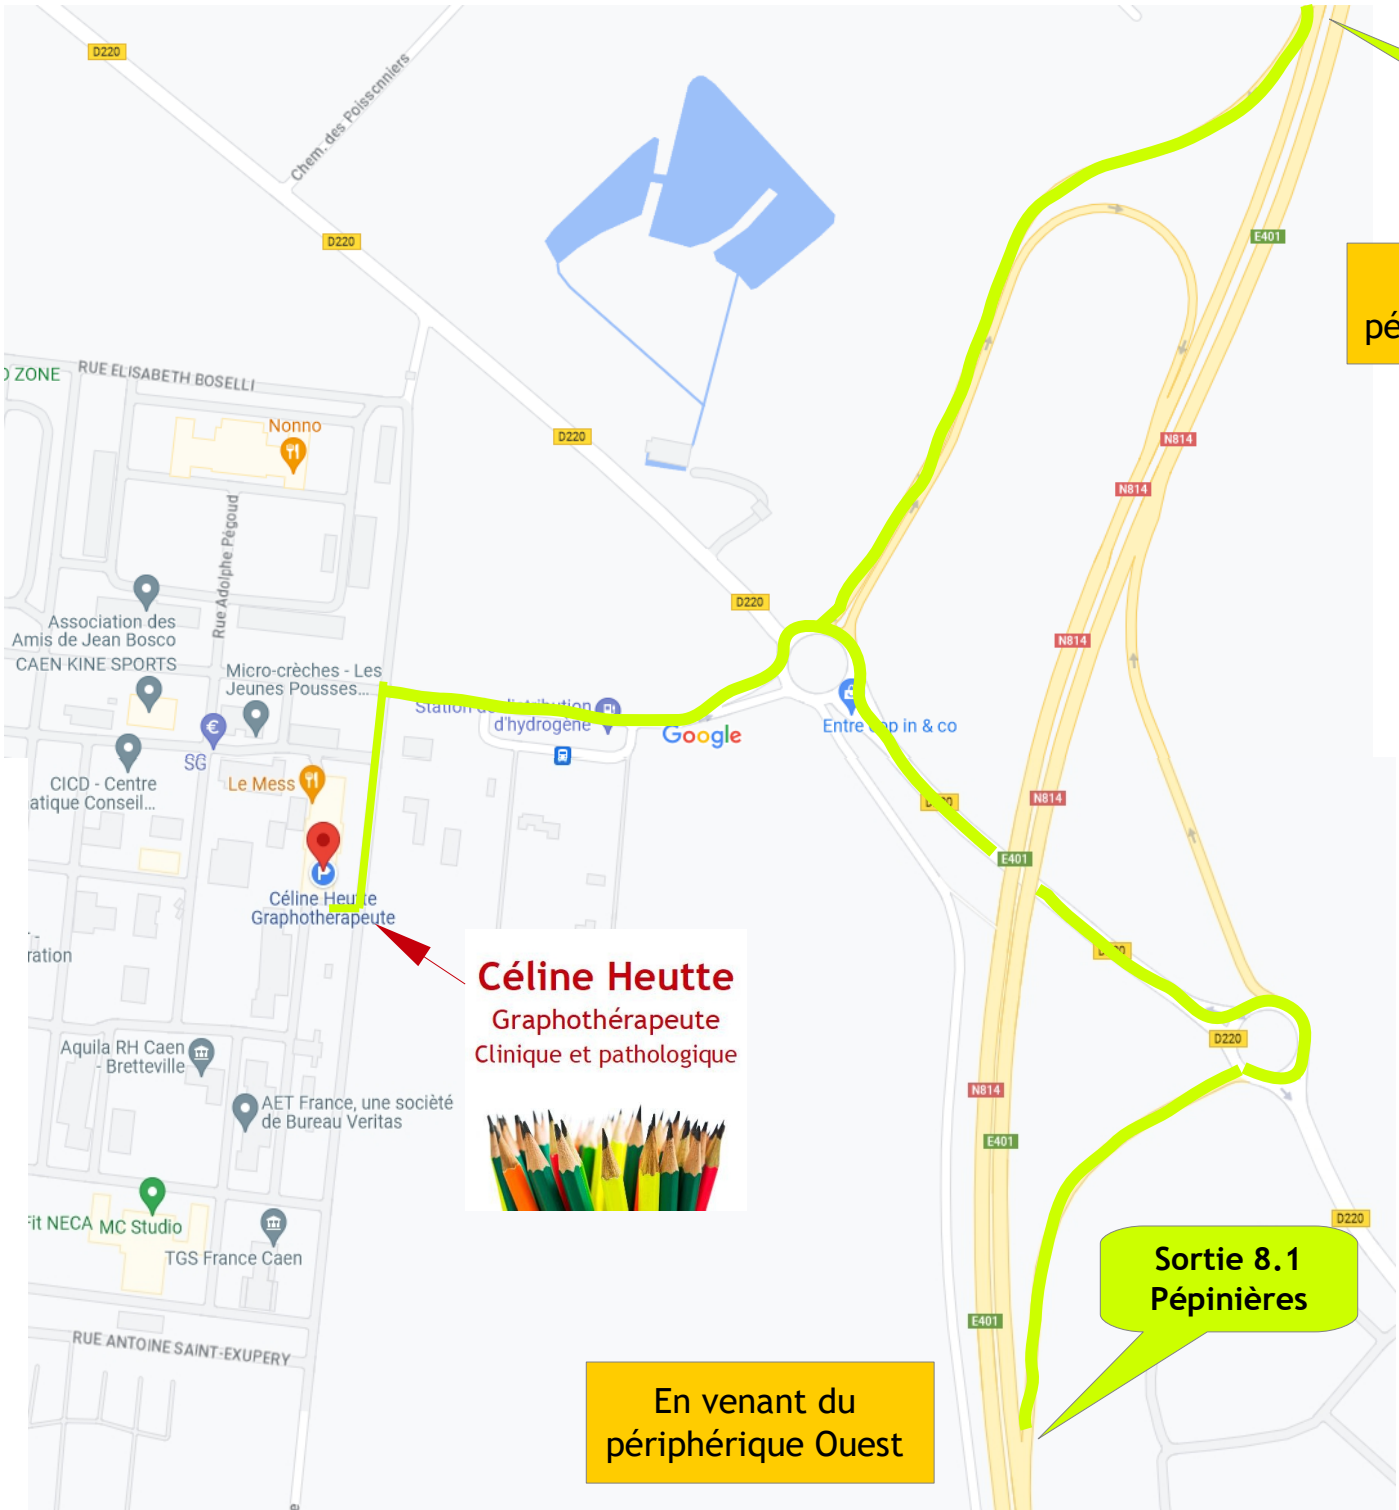 D220
Chem. des Poissonniers
D220
E401
pé
RUE ELISABETH BOSELLI
ZONE
Nonno
D220
N814
N814
Rue Adolphe Pégoud
Association des
Amis de Jean Bosco
CAEN KINE SPORTS
D220
N814
Micro-crèches - Les
Jeunes Pousses...
d'hydrogène
Google
Entre
in & co
SG
CICD - Centre
atique Conseil...
Le Mess
N814
E401
Céline Heutte
Graphothérapeute
ration
Céline Heutte
Graphothérapeute
Clinique et pathologique
D220
Aquila RH Caen
- Bretteville
AET France, une socièté
de Bureau Veritas
N814
E401
Fit NECA
MC Studio
TGS France Caen
D220
Sortie 8.1
Pépinières
E401
RUE ANTOINE SAINT-EXUPERY
En venant du
périphérique Ouest